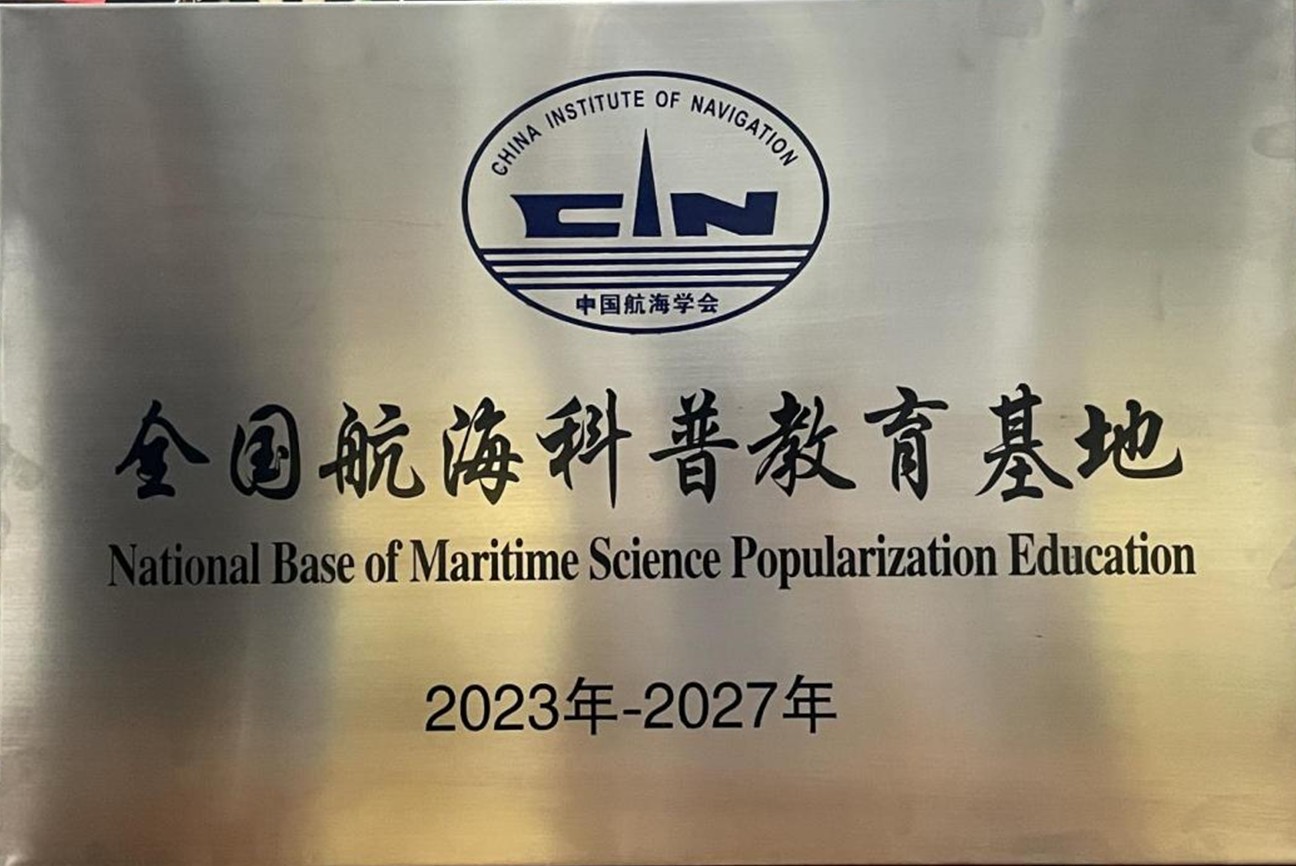 CHINA INSTITUTE OF NAVIGATION
CIN
中国航海学会
全国航海科普教育基地
National Base of Maritime Science Popularization Education
2023年-2027年